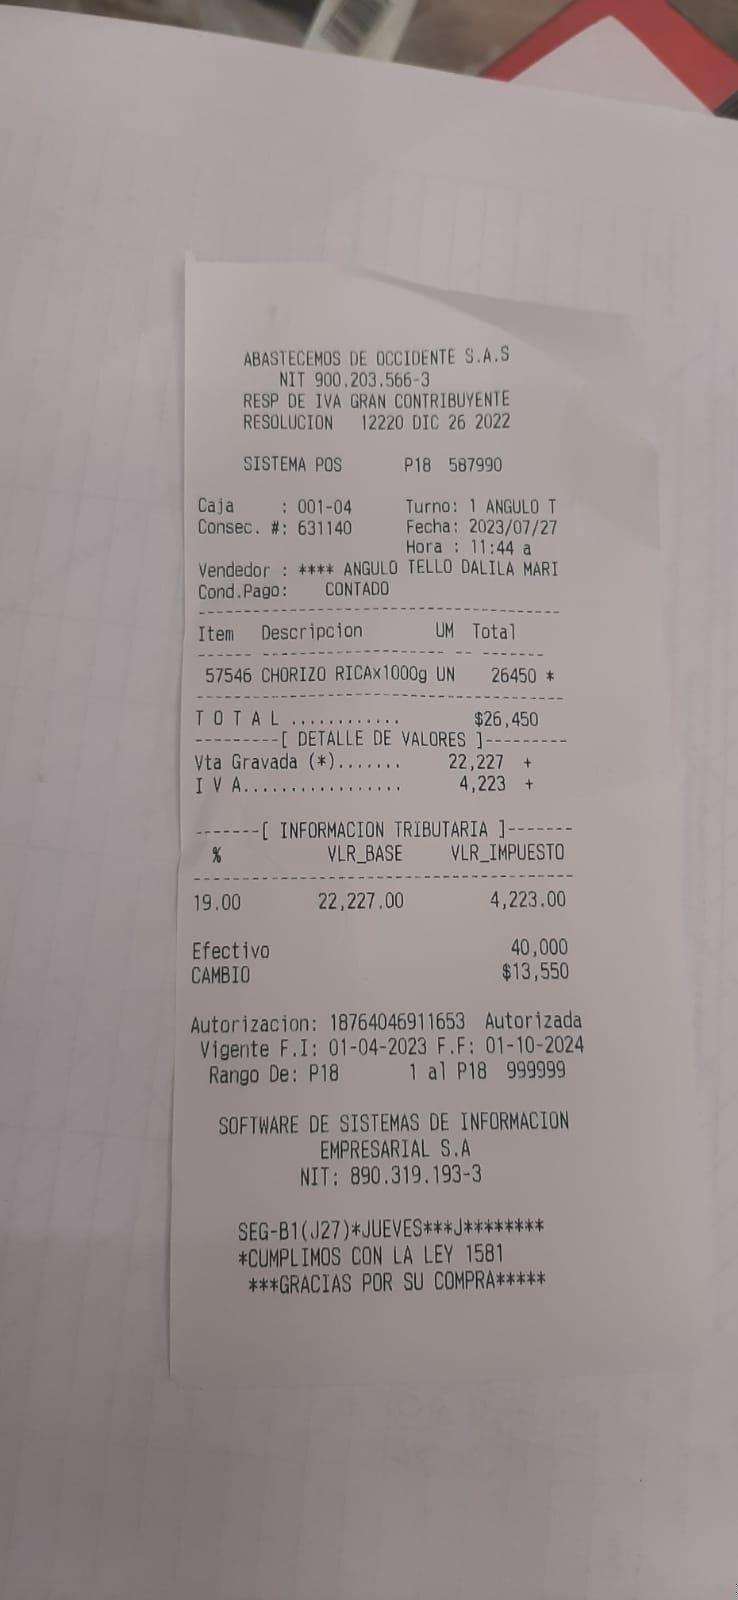 ABASTECEMOS DE OCCIDENTE S.A.S
NIT 900.203.566-3
RESP DE IVA GRAN CONTRIBUYENTE
RESOLUCION 12220 DIC 26 2022
SISTEMA POS P18 587990
Caja : 001-04 Turno: 1 ANGULO T
Consec. #: 631140 Fecha: 2023/07/27
Hora : 11:44 a
Vendedor : **** ANGULO TELLO DALILA MARI
Cond.Pago: CONTADO
----------------------------------------
Item Descripcion UM Total
------ ------------------ -- -------
57546 CHORIZO RICAx1000g UN 26450 *
----------------------------------------
T O T A L ............ $26,450
---------[ DETALLE DE VALORES ]---------
Vta Gravada (*)....... 22,227 +
I V A................. 4,223 +
-------[ INFORMACION TRIBUTARIA ]-------
% VLR_BASE VLR_IMPUESTO
----------------------------------------
19.00 22,227.00 4,223.00
Efectivo 40,000
CAMBIO $13,550
Autorizacion: 18764046911653 Autorizada
Vigente F.I: 01-04-2023 F.F: 01-10-2024
Rango De: P18 1 al P18 999999
SOFTWARE DE SISTEMAS DE INFORMACION
EMPRESARIAL S.A
NIT: 890.319.193-3
SEG-B1(J27)*JUEVES***J********
*CUMPLIMOS CON LA LEY 1581
***GRACIAS POR SU COMPRA*****